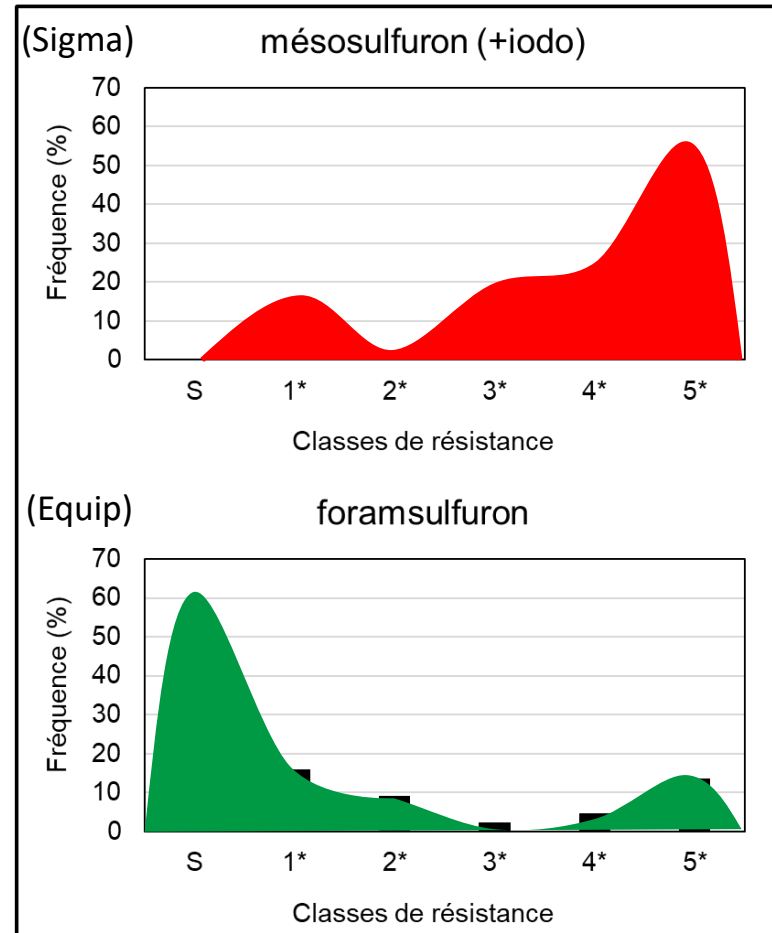 (Sigma) mésosulfuron (+iodo)
Fréquence (%)
70
60
50
40
30
20
10
0
S 1* 2* 3* 4* 5*
Classes de résistance
(Equip) foramsulfuron
Fréquence (%)
70
60
50
40
30
20
10
0
S 1* 2* 3* 4* 5*
Classes de résistance